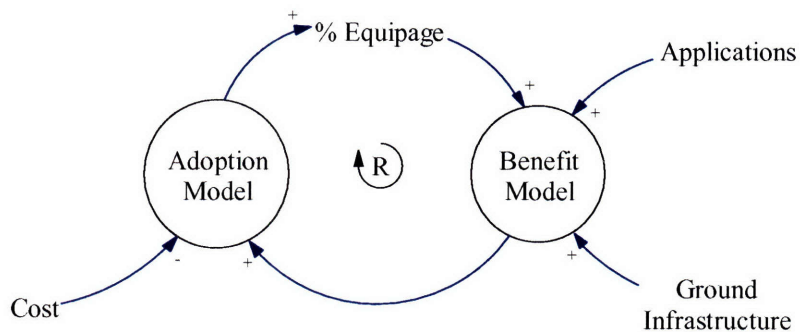 +
% Equipage
Applications
+
+
Adoption
Model
R
Benefit
Model
-
+
+
Cost
Ground
Infrastructure